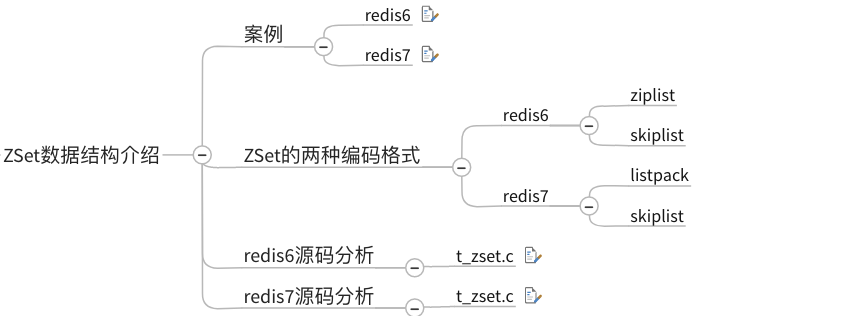 ZSet数据结构介绍
案例
redis6
redis7
ZSet的两种编码格式
redis6
ziplist
skiplist
redis7
listpack
skiplist
redis6源码分析
t_zset.c
redis7源码分析
t_zset.c